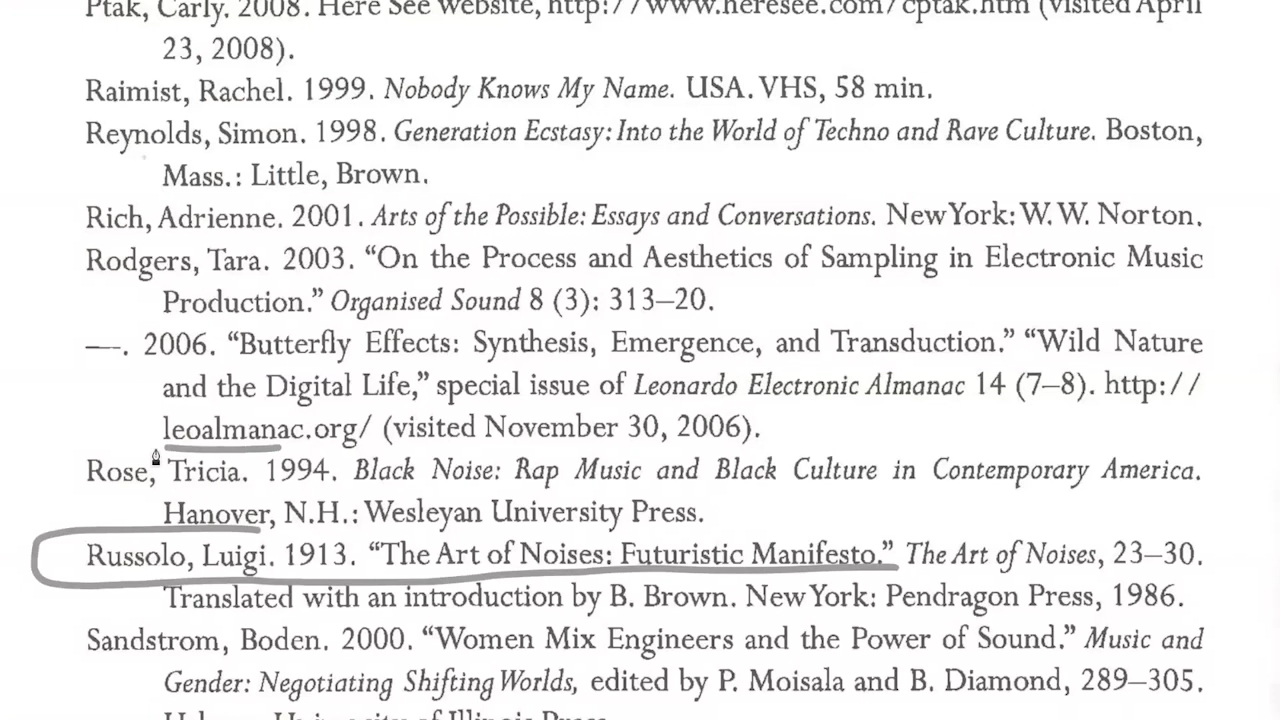 Ptak, Carly. 2008. Here See website, http://www.heresee.com/cptak.htm (visited April
23, 2008).
Raimist, Rachel. 1999. Nobody Knows My Name. USA. VHS, 58 min.
Reynolds, Simon. 1998. Generation Ecstasy: Into the World of Techno and Rave Culture. Boston,
Mass.: Little, Brown.
Rich, Adrienne. 2001. Arts of the Possible: Essays and Conversations. New York: W. W. Norton.
Rodgers, Tara. 2003. “On the Process and Aesthetics of Sampling in Electronic Music
Production.” Organised Sound 8 (3): 313–20.
—. 2006. “Butterfly Effects: Synthesis, Emergence, and Transduction.” “Wild Nature
and the Digital Life,” special issue of Leonardo Electronic Almanac 14 (7–8). http://
leoalmanac.org/ (visited November 30, 2006).
Rose, Tricia. 1994. Black Noise: Rap Music and Black Culture in Contemporary America.
Hanover, N.H.: Wesleyan University Press.
Russolo, Luigi. 1913. “The Art of Noises: Futuristic Manifesto.” The Art of Noises, 23–30.
Translated with an introduction by B. Brown. New York: Pendragon Press, 1986.
Sandstrom, Boden. 2000. “Women Mix Engineers and the Power of Sound.” Music and
Gender: Negotiating Shifting Worlds, edited by P. Moisala and B. Diamond, 289–305.
University of Illinois Press.